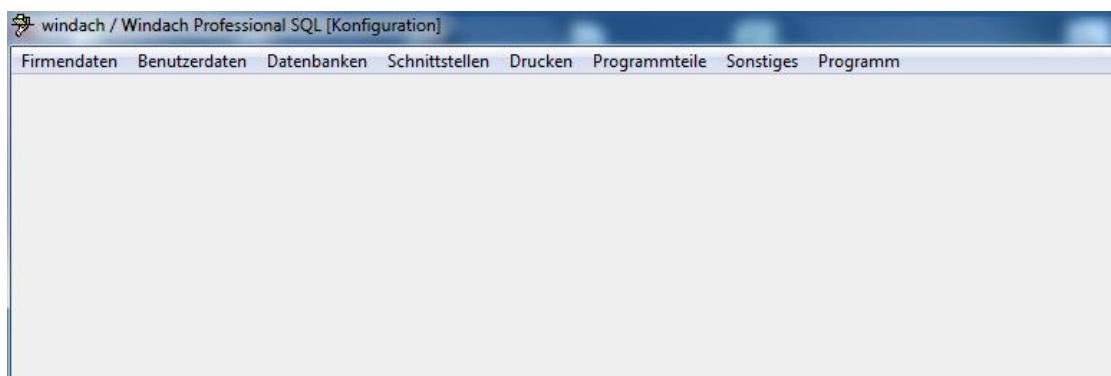 windach / Windach Professional SQL [Konfiguration]
Firmendaten Benutzerdaten Datenbanken Schnittstellen Drucken Programmteile Sonstiges Programm